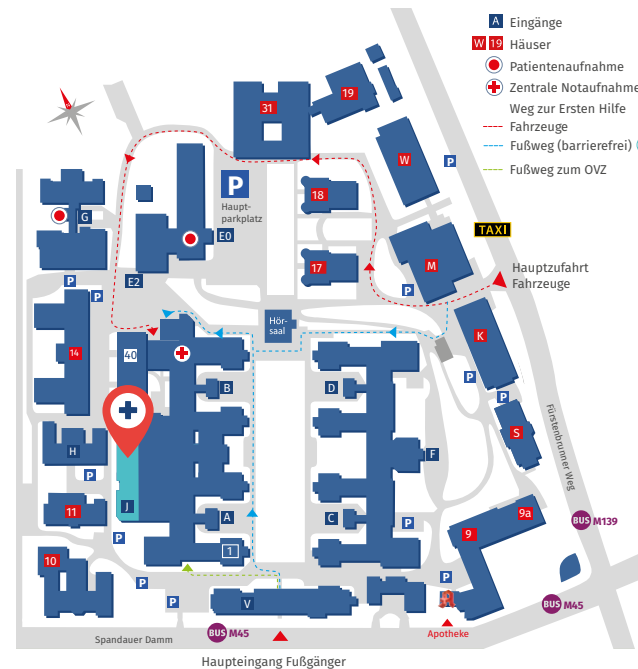 A Eingänge
W 19 Häuser
Patientenaufnahme
Zentrale Notaufnahme
Weg zur Ersten Hilfe
Fahrzeuge
Fußweg (barrierefrei)
Fußweg zum OVZ
31
19
W
P
18
P
Haupt-
parkplatz
G
E0
TAXI
17
M
E2
Hauptzufahrt
Fahrzeuge
P
P
P
Hör-
saal
K
14
40
P
B
D
P
S
Fürstenbrunner Weg
H
F
P
J
11
A
C
P
9
9a
BUS M139
P
1
10
P
P
P
V
BUS M45
Apotheke
Spandauer Damm
BUS M45
Haupteingang Fußgänger